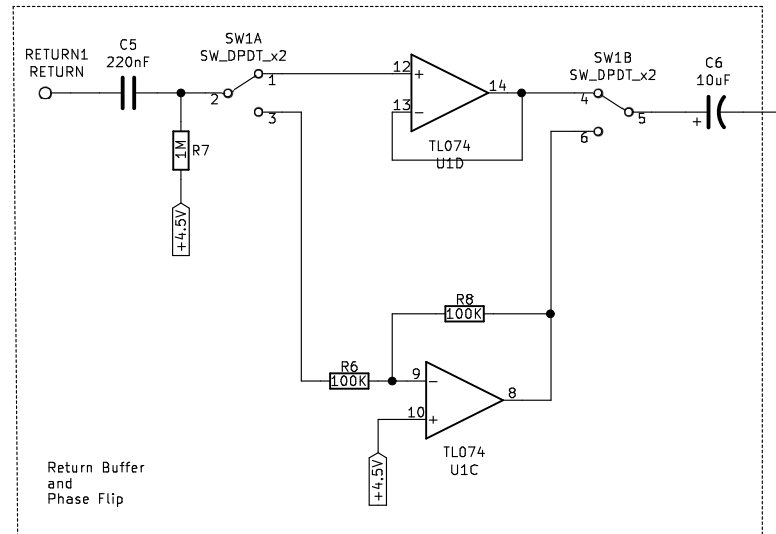 RETURN1
RETURN
C5
220nF
SW1A
SW_DPDT_x2
2
1
3
R7
1M
+4.5V
12
+
13
−
14
TL074
U1D
SW1B
SW_DPDT_x2
4
5
6
C6
10uF
+
R8
100K
R6
100K
9
−
10
+
8
TL074
U1C
+4.5V
Return Buffer
and
Phase Flip